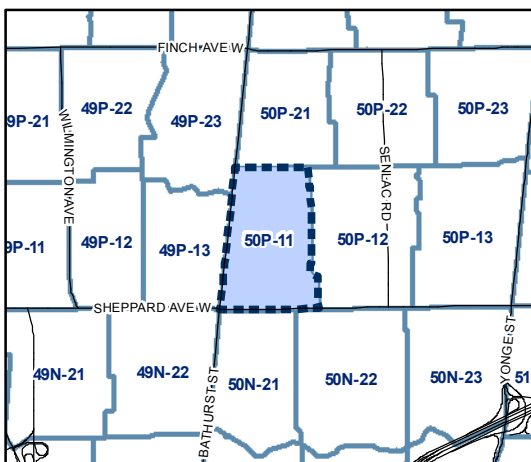 FINCH AVE W
9P-21
WILMINGTON AVE
49P-22
49P-23
50P-21
50P-22
SENLAC RD
50P-23
9P-11
49P-12
49P-13
50P-11
50P-12
50P-13
SHEPPARD AVE W
49N-21
49N-22
BATHURST ST
50N-21
50N-22
50N-23
YONGE ST
51